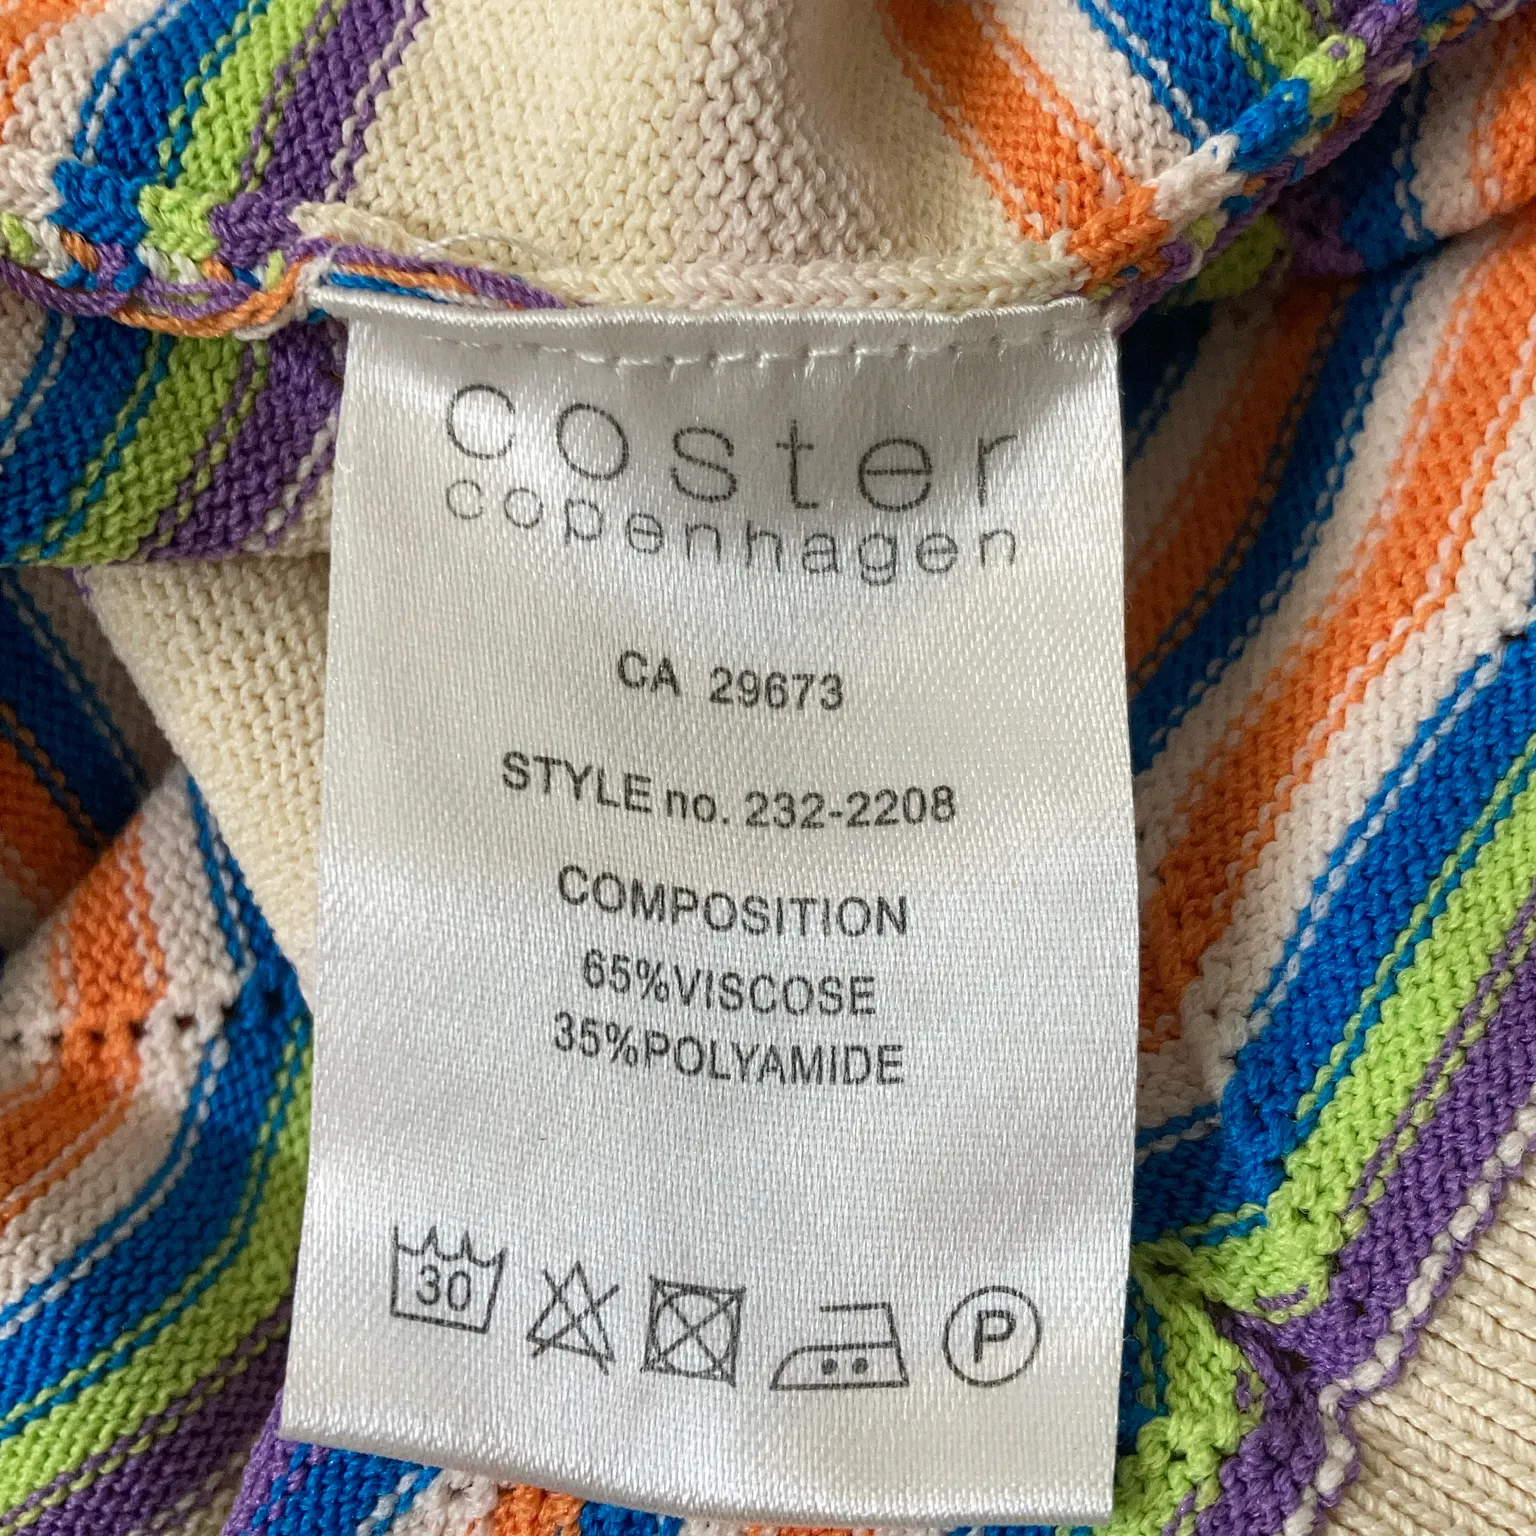 coster
copenhagen
CA 29673
STYLE no. 232-2208
COMPOSITION
65%VISCOSE
35%POLYAMIDE
30 P